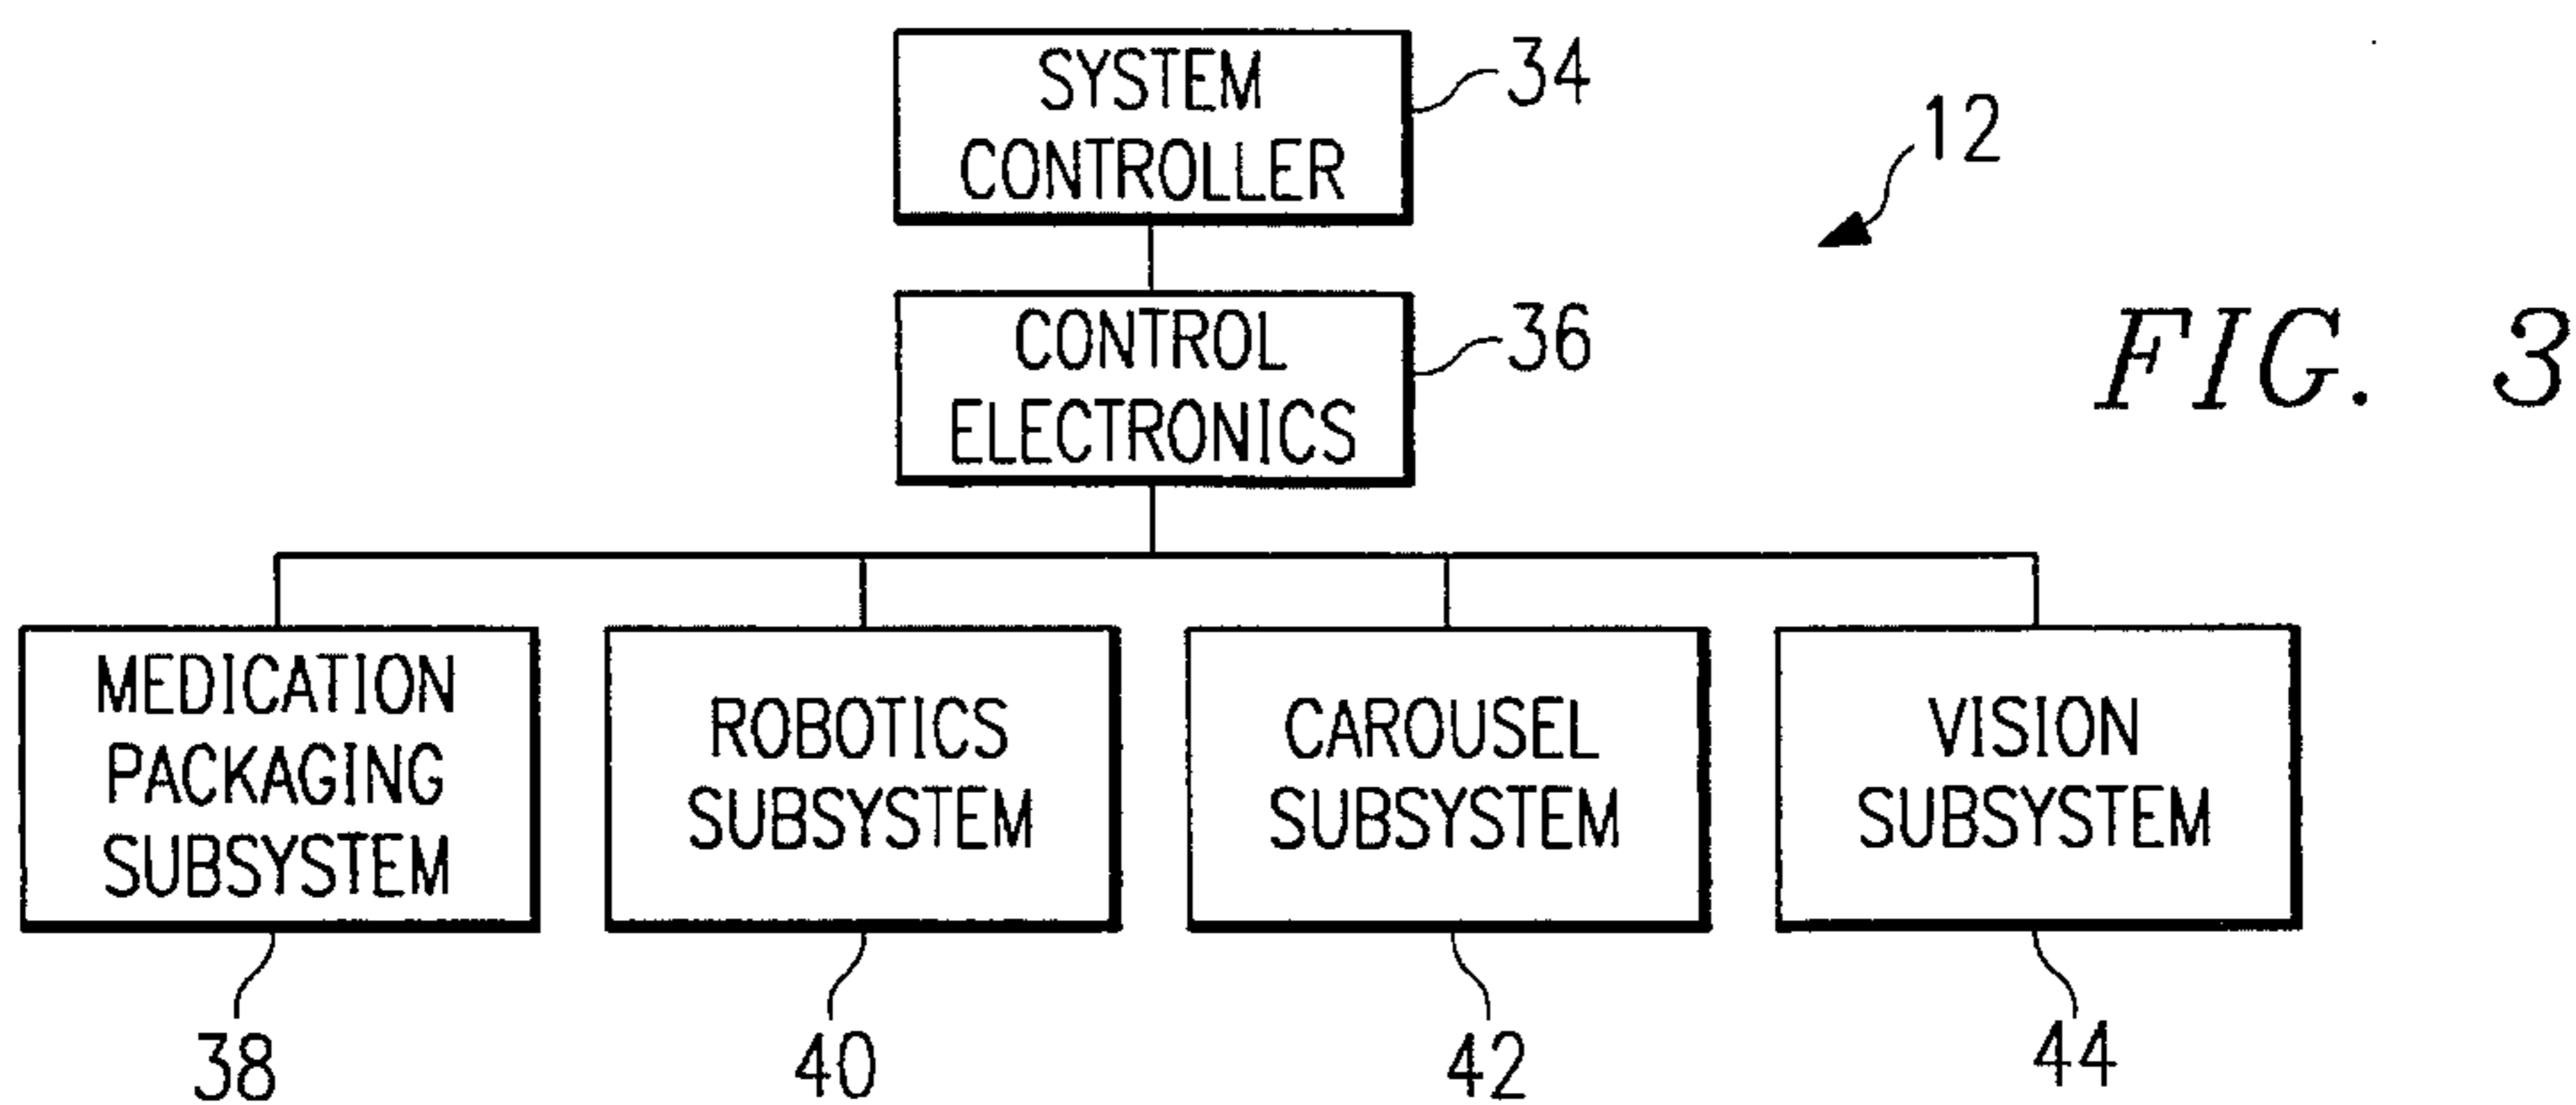 SYSTEM
CONTROLLER
34
12
CONTROL
ELECTRONICS
36
FIG. 3
MEDICATION
PACKAGING
SUBSYSTEM
ROBOTICS
SUBSYSTEM
CAROUSEL
SUBSYSTEM
VISION
SUBSYSTEM
38
40
42
44